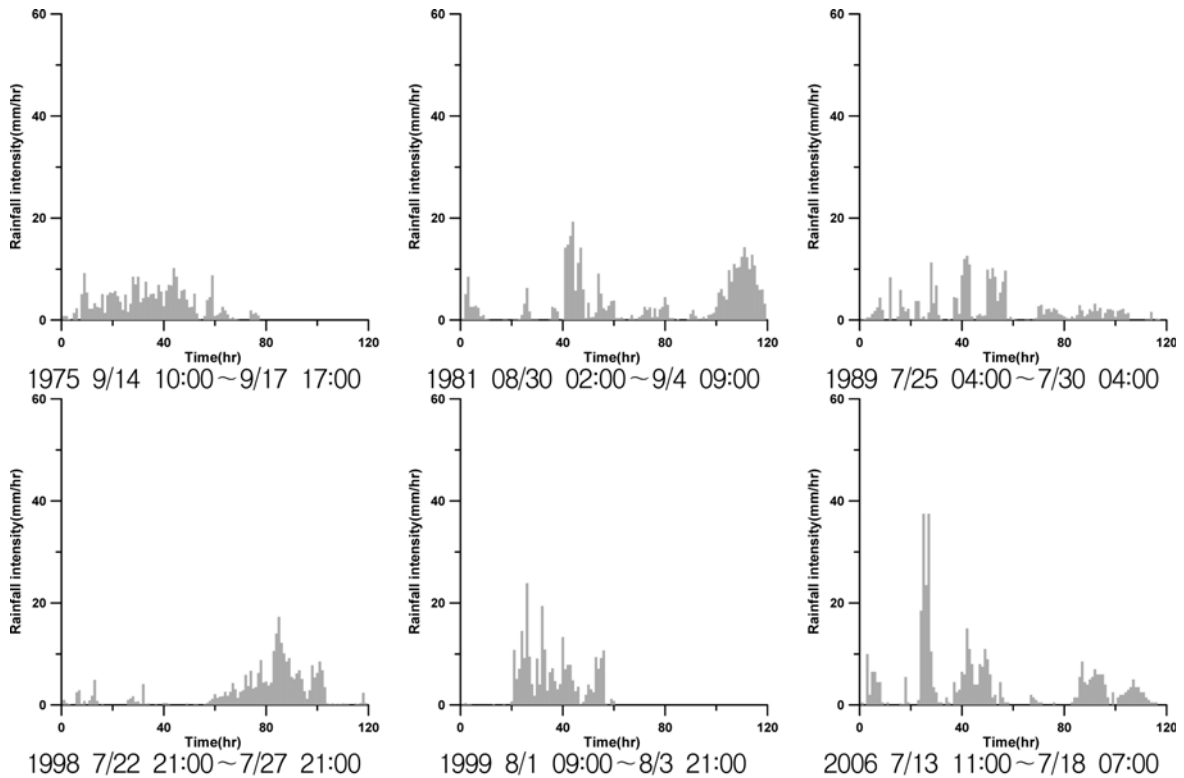 60
40
20
0
Rainfall intensity(mm/hr)
0 40 80 120
Time(hr)
1975 9/14 10:00~9/17 17:00
60
40
20
0
Rainfall intensity(mm/hr)
0 40 80 120
Time(hr)
1981 08/30 02:00~9/4 09:00
60
40
20
0
Rainfall intensity(mm/hr)
0 40 80 120
Time(hr)
1989 7/25 04:00~7/30 04:00
60
40
20
0
Rainfall intensity(mm/hr)
0 40 80 120
Time(hr)
1998 7/22 21:00~7/27 21:00
60
40
20
0
Rainfall intensity(mm/hr)
0 40 80 120
Time(hr)
1999 8/1 09:00~8/3 21:00
60
40
20
0
Rainfall intensity(mm/hr)
0 40 80 120
Time(hr)
2006 7/13 11:00~7/18 07:00